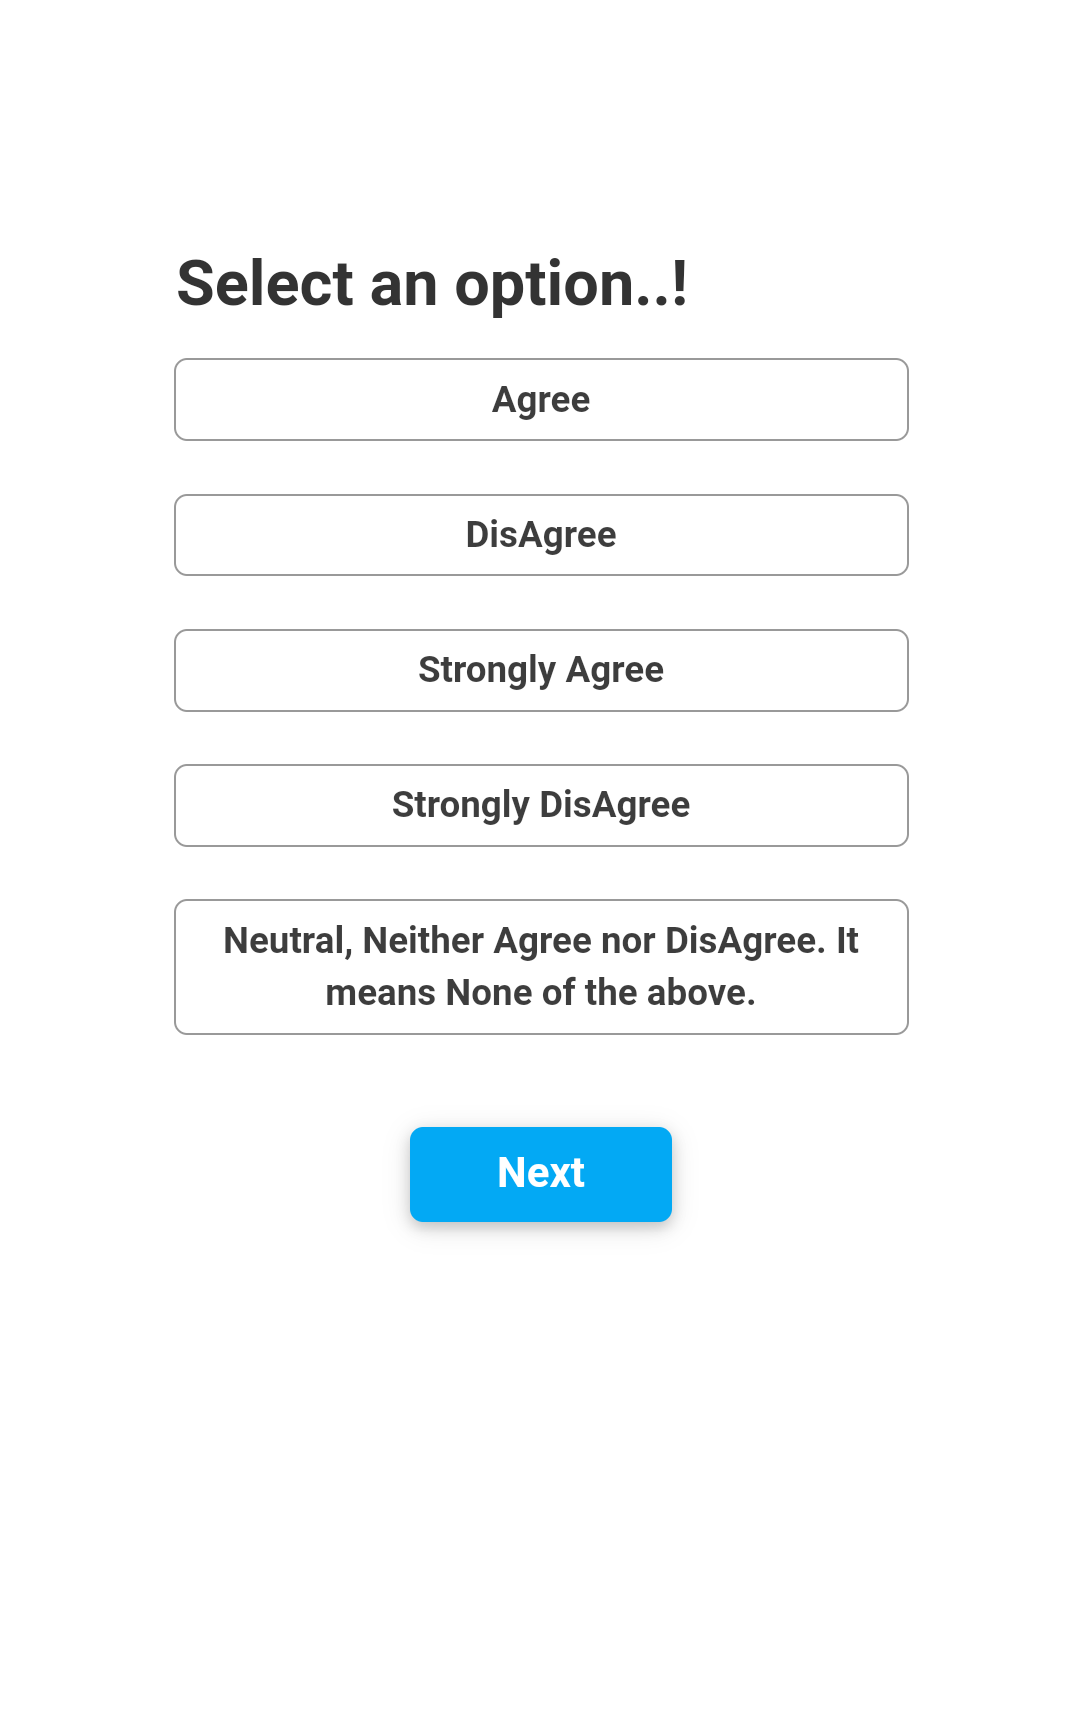 Select an option..!
Agree
DisAgree
Strongly Agree
Strongly DisAgree
Neutral, Neither Agree nor DisAgree. It
means None of the above.
Next